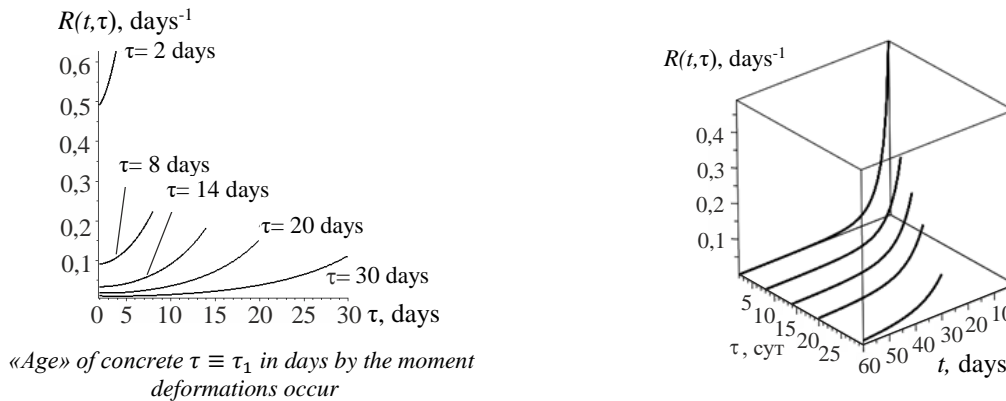 R(t,τ), days⁻¹
0,6
0,5
0,4
0,3
0,2
0,1
τ= 2 days
τ= 8 days
τ= 14 days
τ= 20 days
τ= 30 days
0 5 10 15 20 25 30 τ, days
«Age» of concrete τ ≡ τ₁ in days by the moment
deformations occur
R(t,τ), days⁻¹
0,4
0,3
0,2
0,1
5
10
15
20
25
τ, сут
60 50 40 30 20 10
t, days